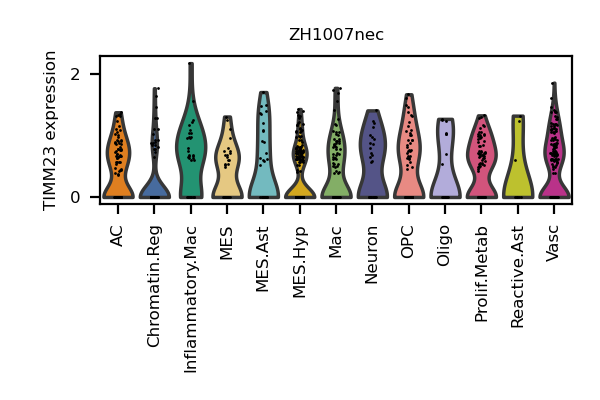 ZH1007nec
TIMM23 expression
2
0
AC
Chromatin.Reg
Inflammatory.Mac
MES
MES.Ast
MES.Hyp
Mac
Neuron
OPC
Oligo
Prolif.Metab
Reactive.Ast
Vasc